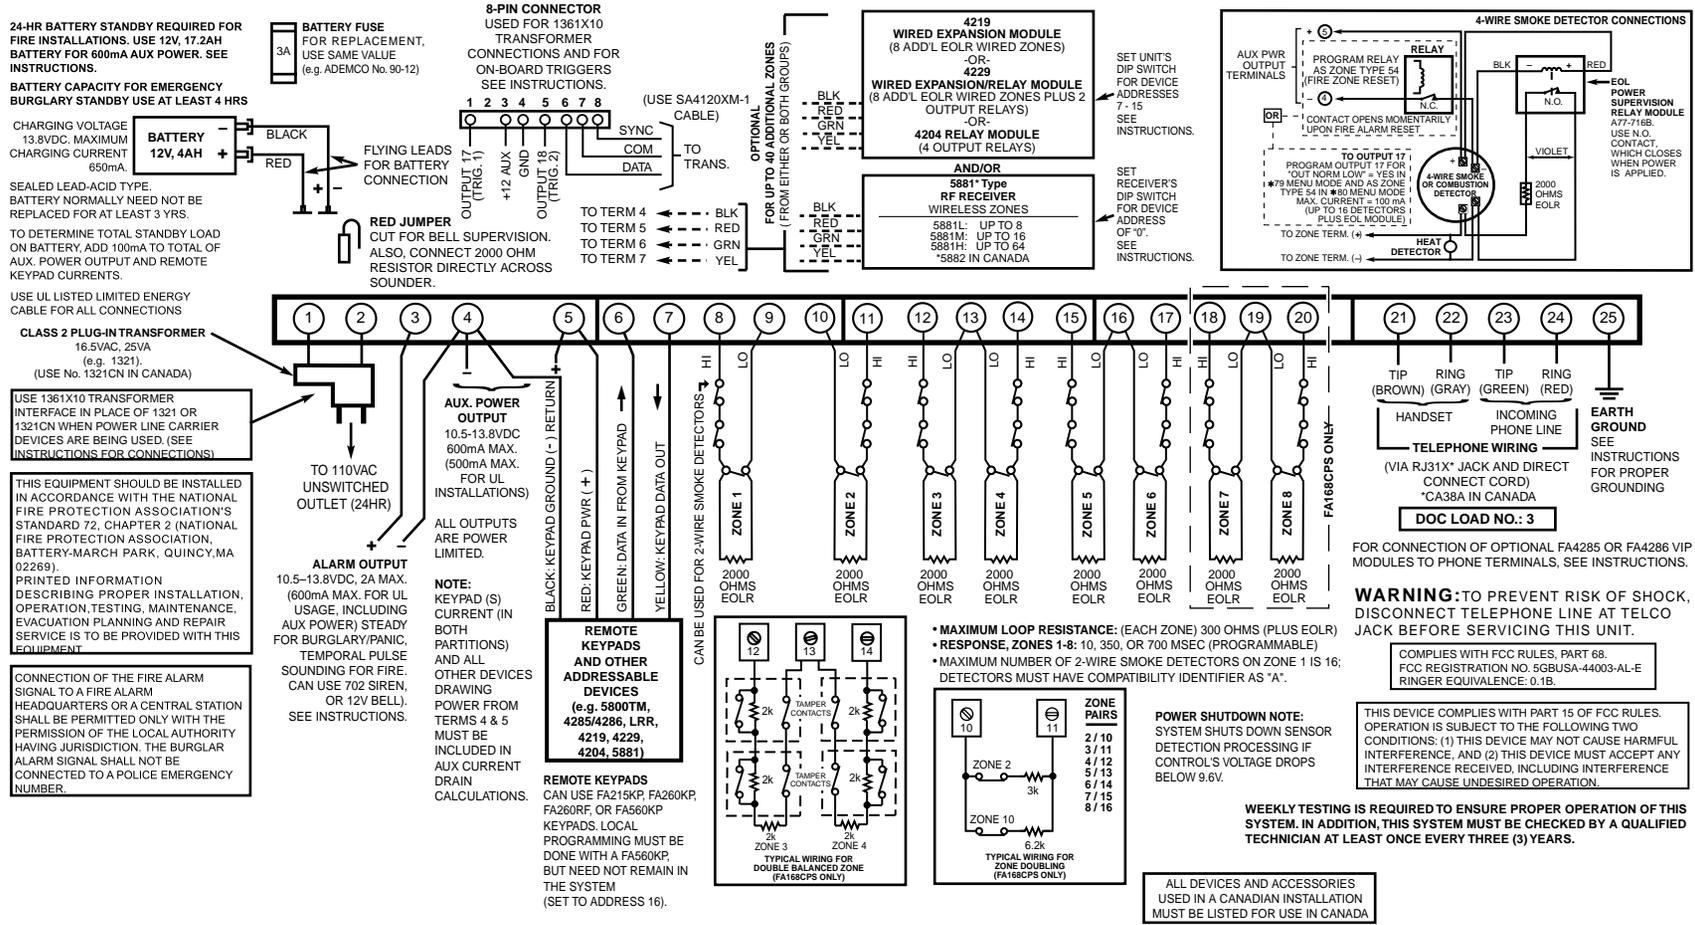 24-HR BATTERY STANDBY REQUIRED FOR
FIRE INSTALLATIONS. USE 12V, 17.2AH
BATTERY FOR 600mA AUX POWER. SEE
INSTRUCTIONS.
BATTERY CAPACITY FOR EMERGENCY
BURGLARY STANDBY USE AT LEAST 4 HRS
3A
BATTERY FUSE
FOR REPLACEMENT,
USE SAME VALUE
(e.g. ADEMCO No. 90-12)
CHARGING VOLTAGE
13.8VDC. MAXIMUM
CHARGING CURRENT
650mA.
BATTERY
12V, 4AH
–
+
BLACK
RED
+ –
FLYING LEADS
FOR BATTERY
CONNECTION
SEALED LEAD-ACID TYPE.
BATTERY NORMALLY NEED NOT BE
REPLACED FOR AT LEAST 3 YRS.
TO DETERMINE TOTAL STANDBY LOAD
ON BATTERY, ADD 100mA TO TOTAL OF
AUX. POWER OUTPUT AND REMOTE
KEYPAD CURRENTS.
USE UL LISTED LIMITED ENERGY
CABLE FOR ALL CONNECTIONS
RED JUMPER
CUT FOR BELL SUPERVISION.
ALSO, CONNECT 2000 OHM
RESISTOR DIRECTLY ACROSS
SOUNDER.
8-PIN CONNECTOR
USED FOR 1361X10
TRANSFORMER
CONNECTIONS AND FOR
ON-BOARD TRIGGERS
SEE INSTRUCTIONS.
1 2 3 4 5 6 7 8
OUTPUT 17
(TRIG. 1)
+12 AUX
GND
OUTPUT 18
(TRIG. 2)
(USE SA4120XM-1
CABLE)
SYNC
COM
DATA
TO
TRANS.
TO TERM 4 BLK
TO TERM 5 RED
TO TERM 6 GRN
TO TERM 7 YEL
OPTIONAL
FOR UP TO 40 ADDITIONAL ZONES
(FROM EITHER OR BOTH GROUPS)
BLK
RED
GRN
YEL
4219
WIRED EXPANSION MODULE
(8 ADD'L EOLR WIRED ZONES)
-OR-
4229
WIRED EXPANSION/RELAY MODULE
(8 ADD'L EOLR WIRED ZONES PLUS 2
OUTPUT RELAYS)
-OR-
4204 RELAY MODULE
(4 OUTPUT RELAYS)
SET UNIT'S
DIP SWITCH
FOR DEVICE
ADDRESSES
7 - 15
SEE
INSTRUCTIONS.
AND/OR
BLK
RED
GRN
YEL
5881* Type
RF RECEIVER
WIRELESS ZONES
5881L: UP TO 8
5881M: UP TO 16
5881H: UP TO 64
*5882 IN CANADA
SET
RECEIVER'S
DIP SWITCH
FOR DEVICE
ADDRESS
OF “0”.
SEE
INSTRUCTIONS.
4-WIRE SMOKE DETECTOR CONNECTIONS
AUX PWR
OUTPUT
TERMINALS
+ 5
– 4
RELAY
PROGRAM RELAY
AS ZONE TYPE 54
(FIRE ZONE RESET)
N.C.
CONTACT OPENS MOMENTARILY
UPON FIRE ALARM RESET
OR
TO OUTPUT 17
PROGRAM OUTPUT 17 FOR
"OUT NORM LOW" = YES IN
✱79 MENU MODE AND AS ZONE
TYPE 54 IN ✱80 MENU MODE
MAX. CURRENT = 100 mA
(UP TO 16 DETECTORS
PLUS EOL MODULE)
BLK
– +
RED
N.O.
VIOLET
+ –
4-WIRE SMOKE
OR COMBUSTION
DETECTOR
2000
OHMS
EOLR
EOL
POWER
SUPERVISION
RELAY MODULE
A77-716B.
USE N.O.
CONTACT,
WHICH CLOSES
WHEN POWER
IS APPLIED.
TO ZONE TERM. (+)
HEAT
DETECTOR
TO ZONE TERM. (–)
1 2 3 4 5 6 7 8 9 10 11 12 13 14 15 16 17 18 19 20 21 22 23 24 25
CLASS 2 PLUG-IN TRANSFORMER
16.5VAC, 25VA
(e.g. 1321).
(USE No. 1321CN IN CANADA)
USE 1361X10 TRANSFORMER
INTERFACE IN PLACE OF 1321 OR
1321CN WHEN POWER LINE CARRIER
DEVICES ARE BEING USED. (SEE
INSTRUCTIONS FOR CONNECTIONS)
TO 110VAC
UNSWITCHED
OUTLET (24HR)
THIS EQUIPMENT SHOULD BE INSTALLED
IN ACCORDANCE WITH THE NATIONAL
FIRE PROTECTION ASSOCIATION'S
STANDARD 72, CHAPTER 2 (NATIONAL
FIRE PROTECTION ASSOCIATION,
BATTERY-MARCH PARK, QUINCY,MA
02269).
PRINTED INFORMATION
DESCRIBING PROPER INSTALLATION,
OPERATION,TESTING, MAINTENANCE,
EVACUATION PLANNING AND REPAIR
SERVICE IS TO BE PROVIDED WITH THIS
EQUIPMENT.
CONNECTION OF THE FIRE ALARM
SIGNAL TO A FIRE ALARM
HEADQUARTERS OR A CENTRAL STATION
SHALL BE PERMITTED ONLY WITH THE
PERMISSION OF THE LOCAL AUTHORITY
HAVING JURISDICTION. THE BURGLAR
ALARM SIGNAL SHALL NOT BE
CONNECTED TO A POLICE EMERGENCY
NUMBER.
+ –
ALARM OUTPUT
10.5–13.8VDC, 2A MAX.
(600mA MAX. FOR UL
USAGE, INCLUDING
AUX POWER) STEADY
FOR BURGLARY/PANIC,
TEMPORAL PULSE
SOUNDING FOR FIRE.
CAN USE 702 SIREN,
OR 12V BELL).
SEE INSTRUCTIONS.
– +
AUX. POWER
OUTPUT
10.5-13.8VDC
600mA MAX.
(500mA MAX.
FOR UL
INSTALLATIONS)
ALL OUTPUTS
ARE POWER
LIMITED.
NOTE:
KEYPAD (S)
CURRENT (IN
BOTH
PARTITIONS)
AND ALL
OTHER DEVICES
DRAWING
POWER FROM
TERMS 4 & 5
MUST BE
INCLUDED IN
AUX CURRENT
DRAIN
CALCULATIONS.
BLACK: KEYPAD GROUND (-) RETURN
RED: KEYPAD PWR (+)
GREEN: DATA IN FROM KEYPAD
YELLOW: KEYPAD DATA OUT
REMOTE
KEYPADS
AND OTHER
ADDRESSABLE
DEVICES
(e.g. 5800TM,
4285/4286, LRR,
4219, 4229,
4204, 5881)
REMOTE KEYPADS
CAN USE FA215KP, FA260KP,
FA260RF, OR FA560KP
KEYPADS. LOCAL
PROGRAMMING MUST BE
DONE WITH A FA560KP,
BUT NEED NOT REMAIN IN
THE SYSTEM
(SET TO ADDRESS 16).
CAN BE USED FOR 2-WIRE SMOKE DETECTORS
HI LO LO HI HI LO HI HI LO HI HI LO HI
ZONE 1
ZONE 2
ZONE 3
ZONE 4
ZONE 5
ZONE 6
ZONE 7
ZONE 8
2000
OHMS
EOLR
2000
OHMS
EOLR
2000
OHMS
EOLR
2000
OHMS
EOLR
2000
OHMS
EOLR
2000
OHMS
EOLR
2000
OHMS
EOLR
2000
OHMS
EOLR
FA168CPS ONLY
12 13 14
2k
TAMPER
CONTACTS
2k
2k
TAMPER
CONTACTS
2k
2k
ZONE 3
2k
ZONE 4
TYPICAL WIRING FOR
DOUBLE BALANCED ZONE
(FA168CPS ONLY)
• MAXIMUM LOOP RESISTANCE: (EACH ZONE) 300 OHMS (PLUS EOLR)
• RESPONSE, ZONES 1-8: 10, 350, OR 700 MSEC (PROGRAMMABLE)
• MAXIMUM NUMBER OF 2-WIRE SMOKE DETECTORS ON ZONE 1 IS 16;
DETECTORS MUST HAVE COMPATIBILITY IDENTIFIER AS "A".
10 11
ZONE 2
3k
ZONE 10
6.2k
TYPICAL WIRING FOR
ZONE DOUBLING
(FA168CPS ONLY)
ZONE
PAIRS
2 / 10
3 / 11
4 / 12
5 / 13
6 / 14
7 / 15
8 / 16
POWER SHUTDOWN NOTE:
SYSTEM SHUTS DOWN SENSOR
DETECTION PROCESSING IF
CONTROL'S VOLTAGE DROPS
BELOW 9.6V.
TIP
(BROWN)
RING
(GRAY)
TIP
(GREEN)
RING
(RED)
HANDSET
INCOMING
PHONE LINE
TELEPHONE WIRING
(VIA RJ31X* JACK AND DIRECT
CONNECT CORD)
*CA38A IN CANADA
EARTH
GROUND
SEE
INSTRUCTIONS
FOR PROPER
GROUNDING
DOC LOAD NO.: 3
FOR CONNECTION OF OPTIONAL FA4285 OR FA4286 VIP
MODULES TO PHONE TERMINALS, SEE INSTRUCTIONS.
WARNING:TO PREVENT RISK OF SHOCK,
DISCONNECT TELEPHONE LINE AT TELCO
JACK BEFORE SERVICING THIS UNIT.
COMPLIES WITH FCC RULES, PART 68.
FCC REGISTRATION NO. 5GBUSA-44003-AL-E
RINGER EQUIVALENCE: 0.1B.
THIS DEVICE COMPLIES WITH PART 15 OF FCC RULES.
OPERATION IS SUBJECT TO THE FOLLOWING TWO
CONDITIONS: (1) THIS DEVICE MAY NOT CAUSE HARMFUL
INTERFERENCE, AND (2) THIS DEVICE MUST ACCEPT ANY
INTERFERENCE RECEIVED, INCLUDING INTERFERENCE
THAT MAY CAUSE UNDESIRED OPERATION.
WEEKLY TESTING IS REQUIRED TO ENSURE PROPER OPERATION OF THIS
SYSTEM. IN ADDITION, THIS SYSTEM MUST BE CHECKED BY A QUALIFIED
TECHNICIAN AT LEAST ONCE EVERY THREE (3) YEARS.
ALL DEVICES AND ACCESSORIES
USED IN A CANADIAN INSTALLATION
MUST BE LISTED FOR USE IN CANADA